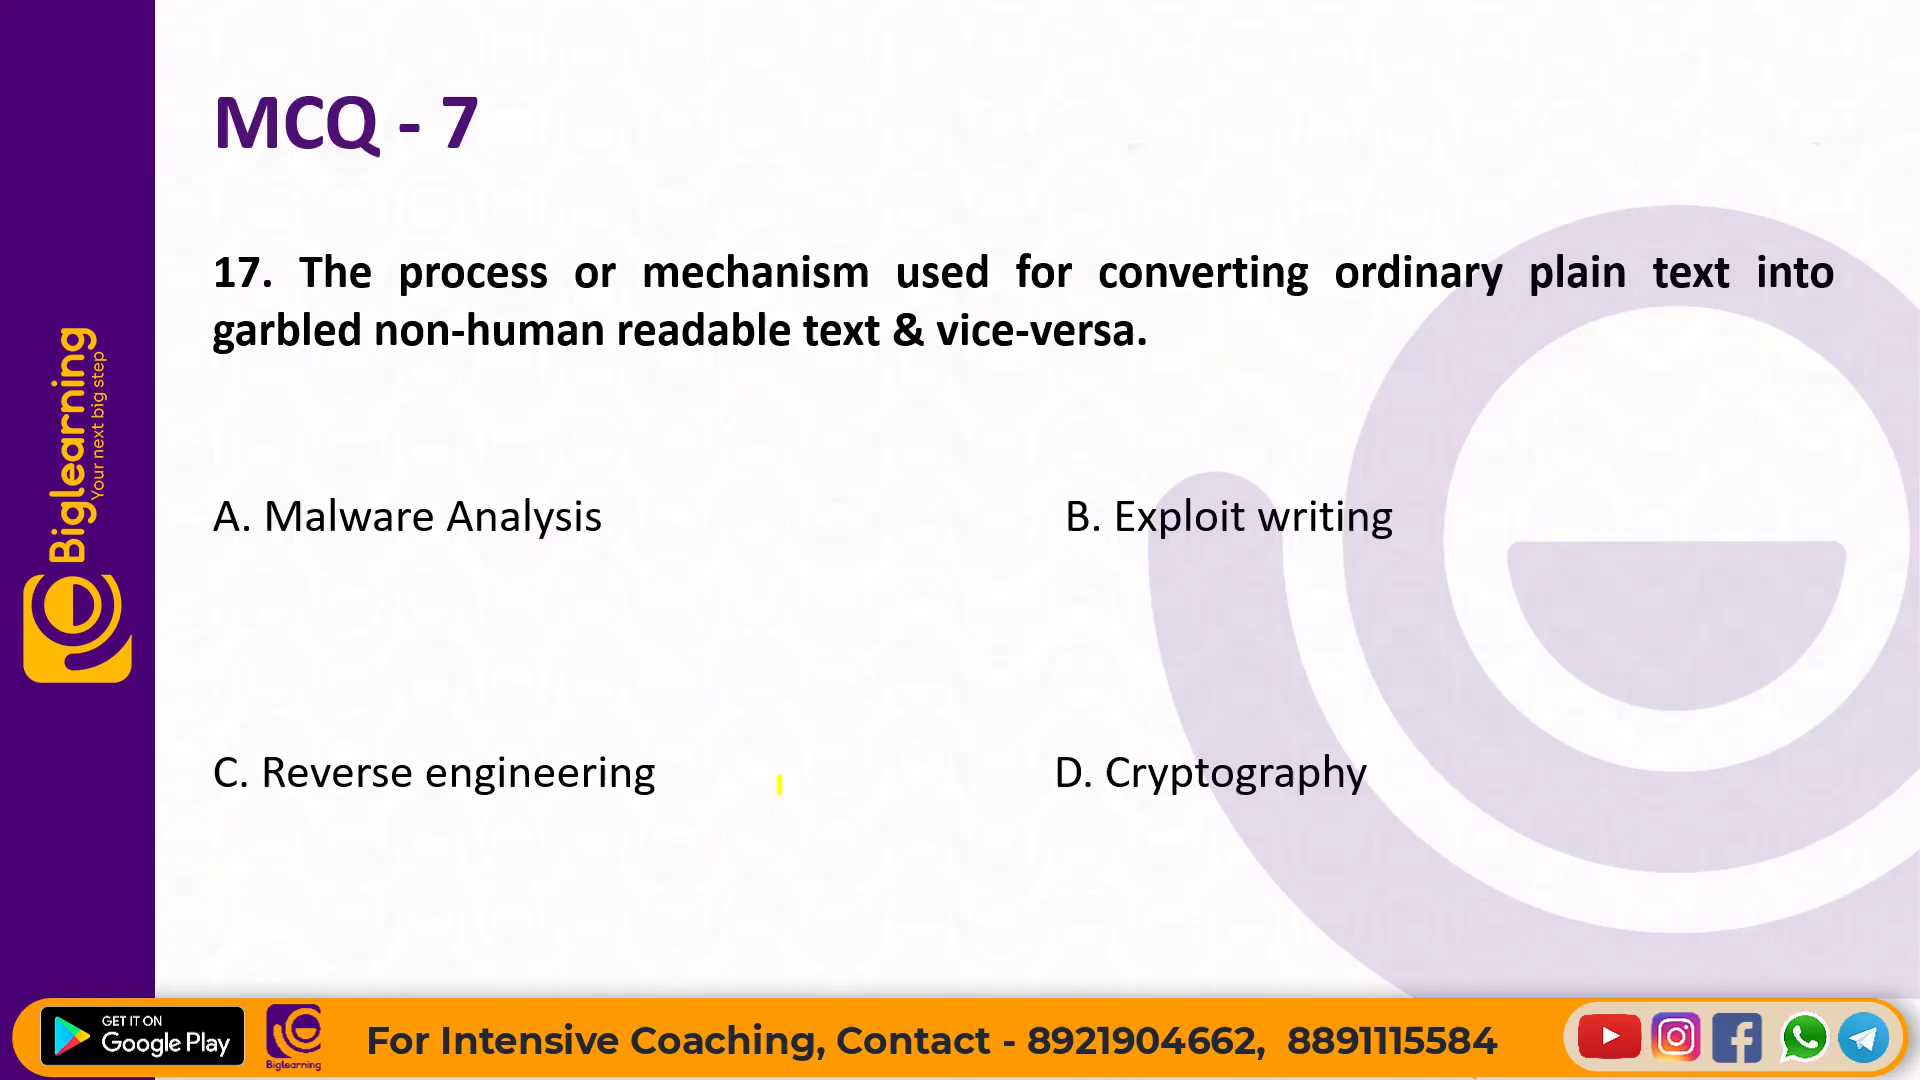 MCQ - 7
17. The process or mechanism used for converting ordinary plain text into
garbled non-human readable text & vice-versa.
A. Malware Analysis
B. Exploit writing
C. Reverse engineering
D. Cryptography
Biglearning
Your next big step
GET IT ON
Google Play
Biglearning
For Intensive Coaching, Contact - 8921904662, 8891115584